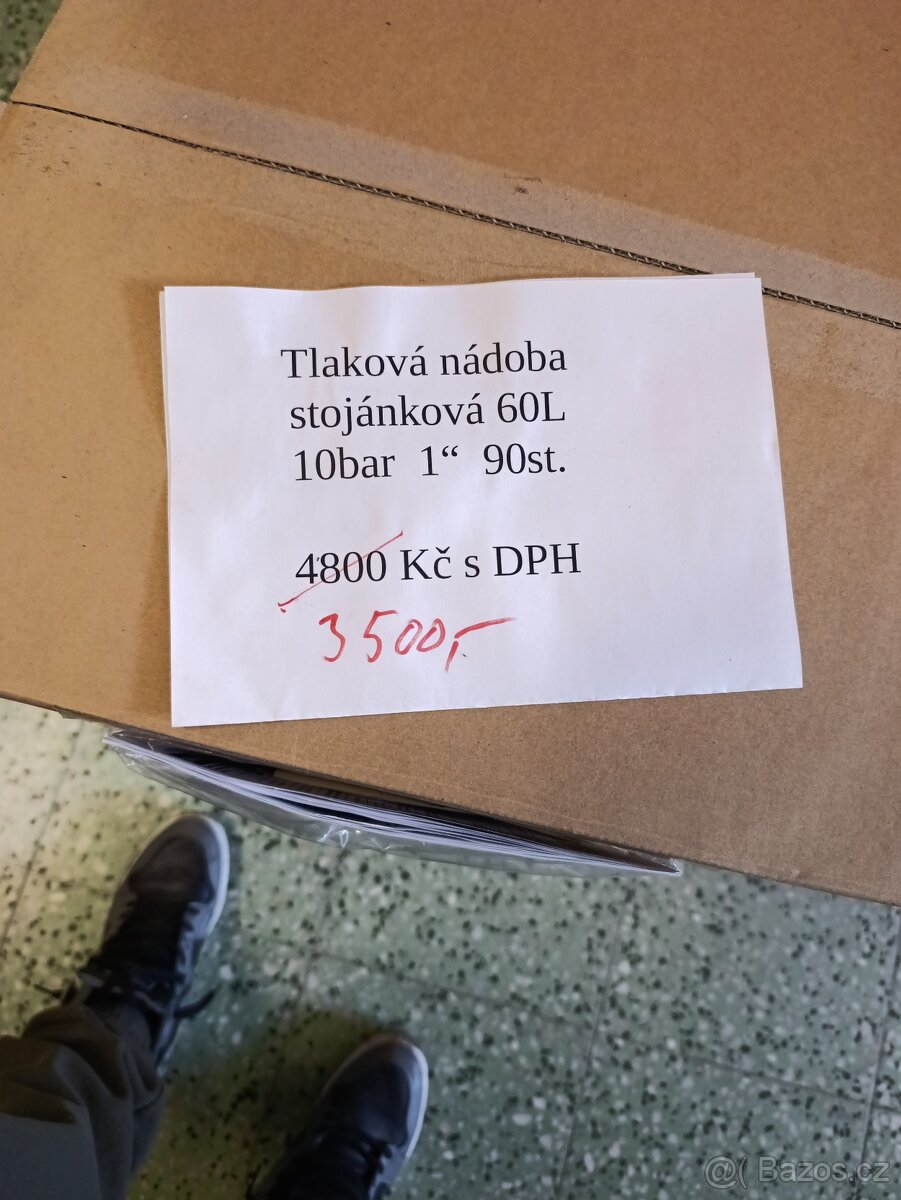 Tlaková nádoba
stojánková 60L
10bar 1“ 90st.
4800 Kč s DPH
3500,-
@( Bazos.cz